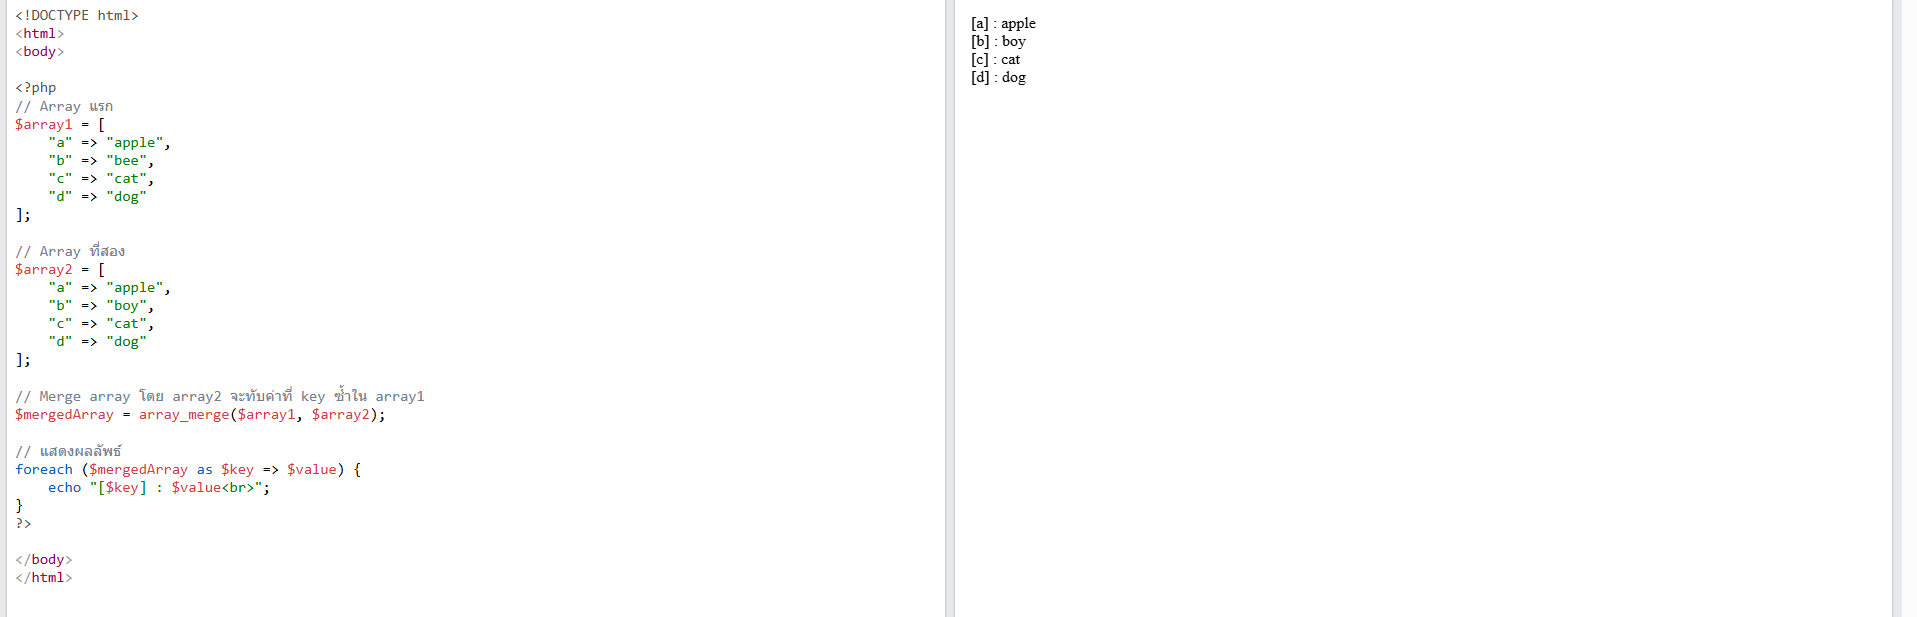 <!DOCTYPE html>
<html>
<body>

<?php
// Array แรก
$array1 = [
    "a" => "apple",
    "b" => "bee",
    "c" => "cat",
    "d" => "dog"
];

// Array ที่สอง
$array2 = [
    "a" => "apple",
    "b" => "boy",
    "c" => "cat",
    "d" => "dog"
];

// Merge array โดย array2 จะทับค่าที่ key ซ้ำใน array1
$mergedArray = array_merge($array1, $array2);

// แสดงผลลัพธ์
foreach ($mergedArray as $key => $value) {
    echo "[$key] : $value<br>";
}
?>

</body>
</html>

[a] : apple
[b] : boy
[c] : cat
[d] : dog